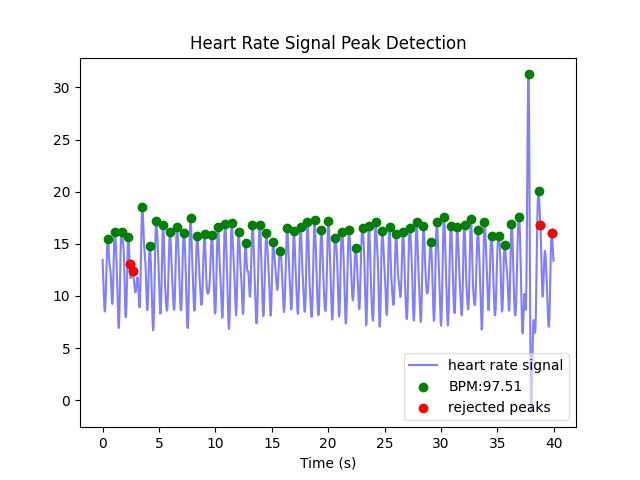 Heart Rate Signal Peak Detection
30
25
20
15
10
5
0
heart rate signal
BPM:97.51
rejected peaks
0 5 10 15 20 25 30 35 40
Time (s)